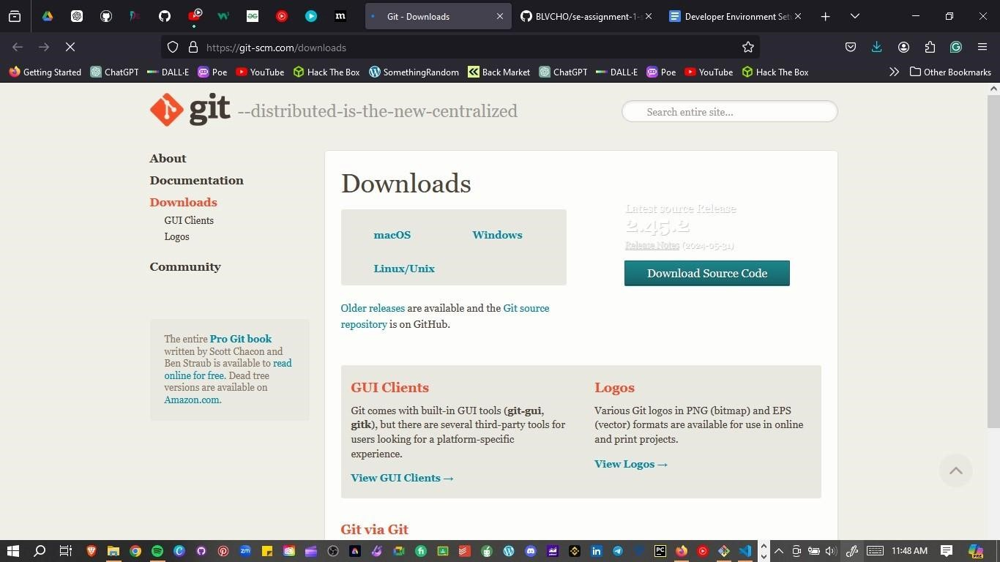 Git - Downloads
BLVCHO/se-assignment-1-s
Developer Environment Setu
https://git-scm.com/downloads
Getting Started
ChatGPT
DALL·E
Poe
YouTube
Hack The Box
SomethingRandom
Back Market
ChatGPT
DALL·E
Poe
YouTube
Hack The Box
Other Bookmarks
git --distributed-is-the-new-centralized
Search entire site...
About
Documentation
Downloads
GUI Clients
Logos
Community
The entire Pro Git book
written by Scott Chacon and
Ben Straub is available to read
online for free. Dead tree
versions are available on
Amazon.com.
Downloads
macOS
Windows
Linux/Unix
Older releases are available and the Git source
repository is on GitHub.
Latest source Release
2.45.2
Release Notes (2024-05-31)
Download Source Code
GUI Clients
Git comes with built-in GUI tools (git-gui,
gitk), but there are several third-party tools for
users looking for a platform-specific
experience.
View GUI Clients →
Logos
Various Git logos in PNG (bitmap) and EPS
(vector) formats are available for use in online
and print projects.
View Logos →
Git via Git
11:48 AM